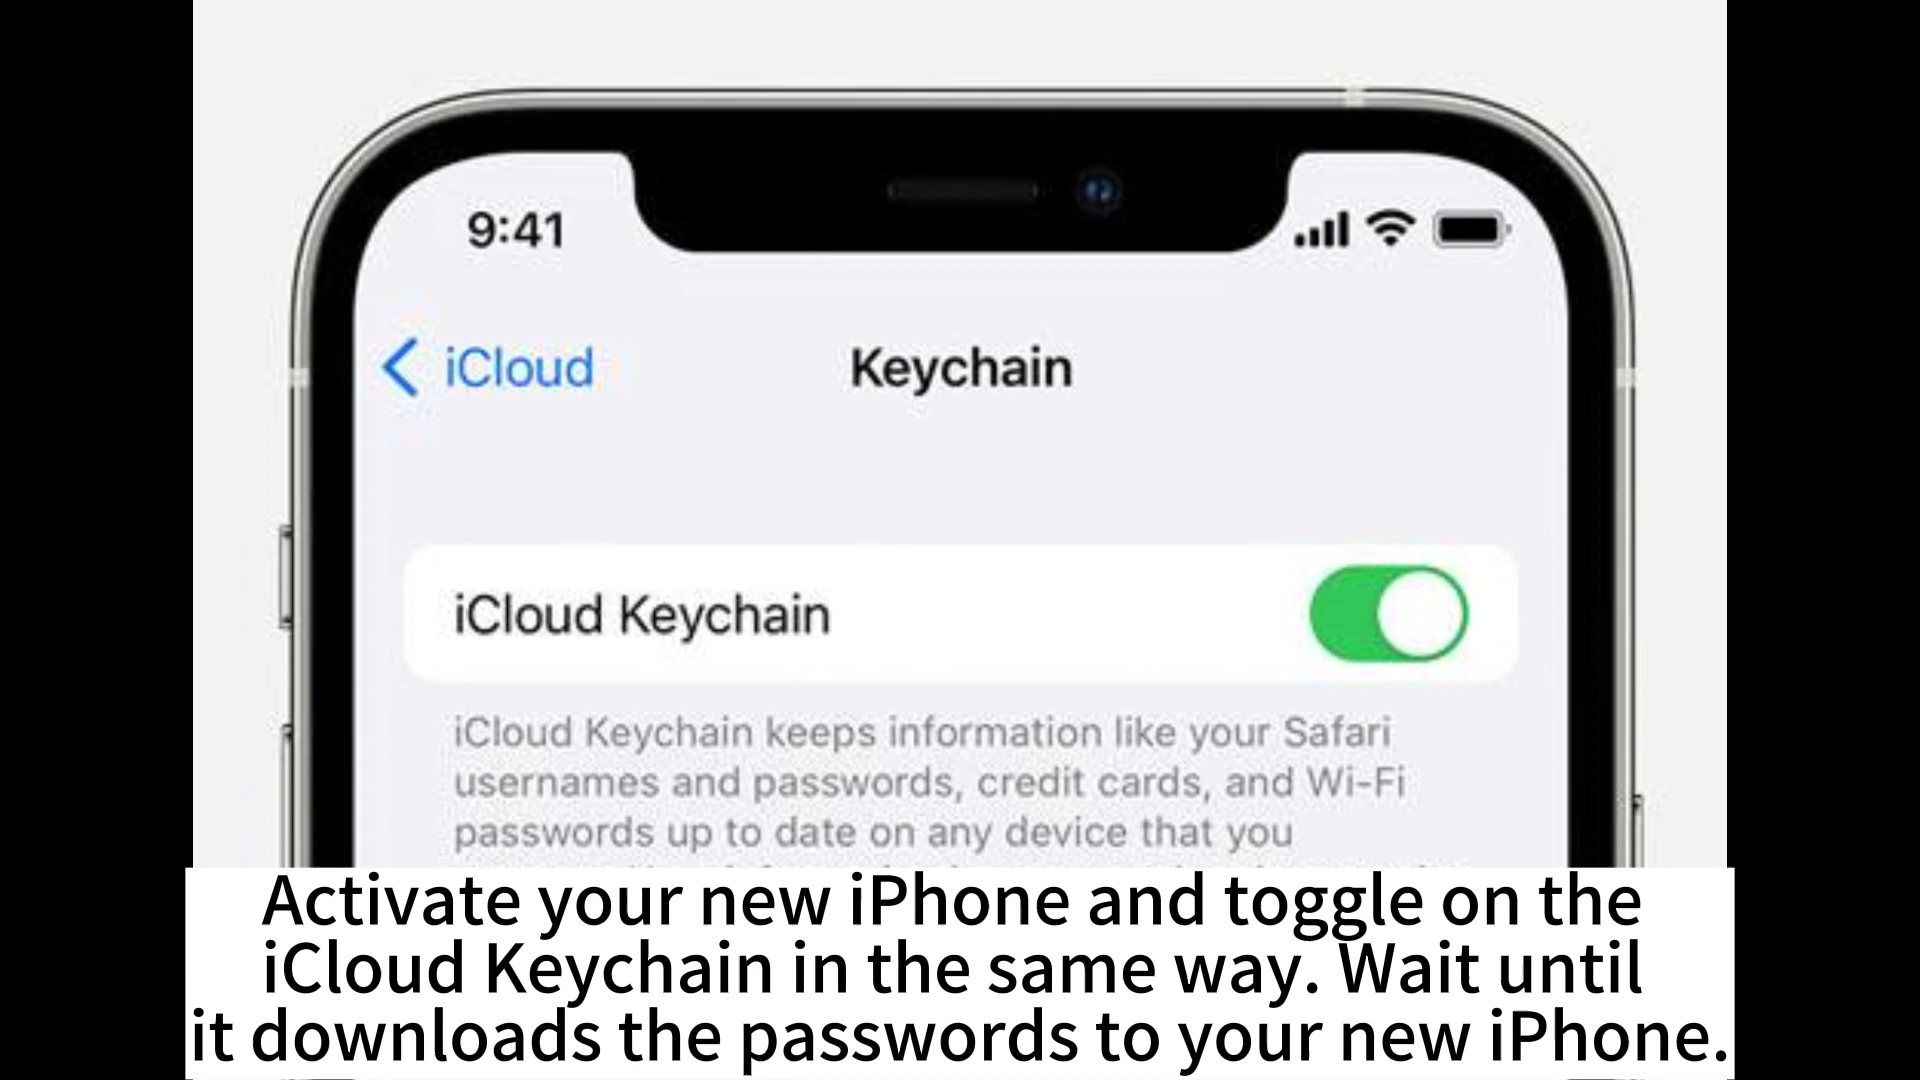 9:41
iCloud
Keychain
iCloud Keychain
iCloud Keychain keeps information like your Safari
usernames and passwords, credit cards, and Wi-Fi
passwords up to date on any device that you
Activate your new iPhone and toggle on the
iCloud Keychain in the same way. Wait until
it downloads the passwords to your new iPhone.